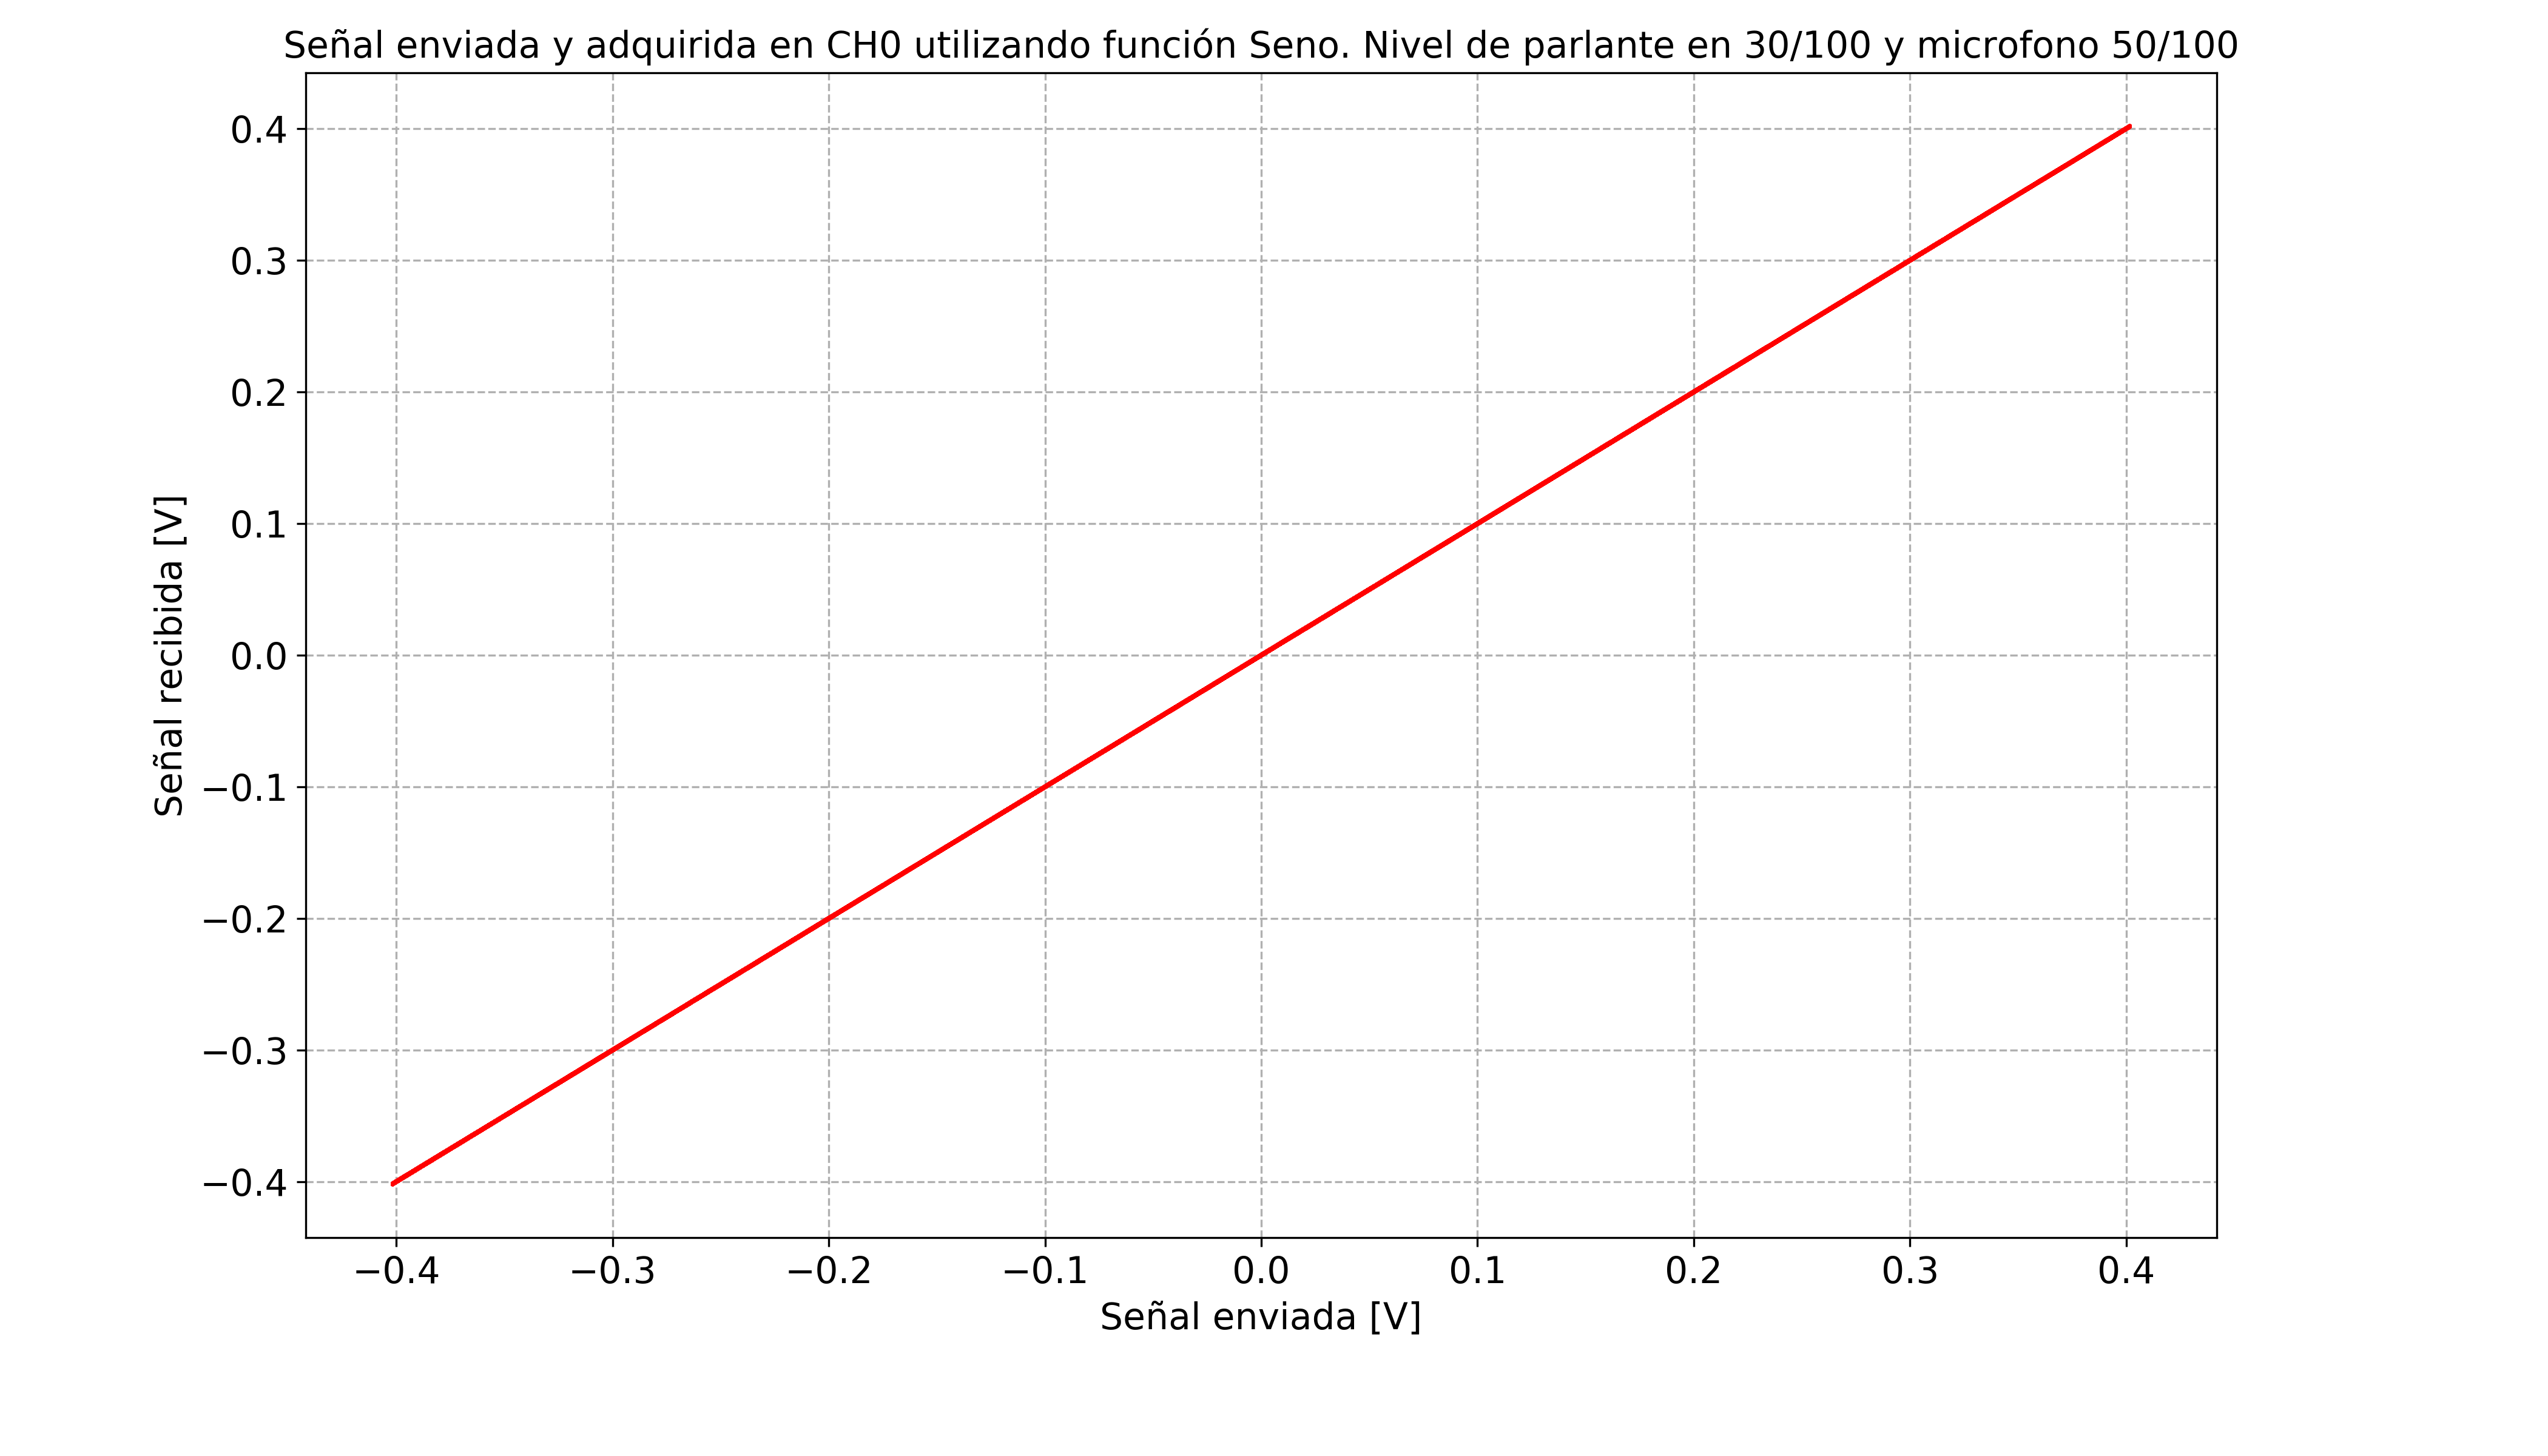 Señal enviada y adquirida en CH0 utilizando función Seno. Nivel de parlante en 30/100 y microfono 50/100
Señal recibida [V]
0.4
0.3
0.2
0.1
0.0
−0.1
−0.2
−0.3
−0.4
−0.4 −0.3 −0.2 −0.1 0.0 0.1 0.2 0.3 0.4
Señal enviada [V]